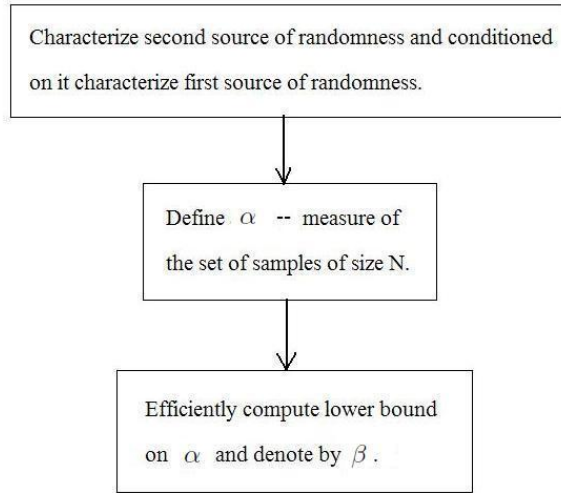 Characterize second source of randomness and conditioned
on it characterize first source of randomness.
Define α -- measure of
the set of samples of size N.
Efficiently compute lower bound
on α and denote by β .